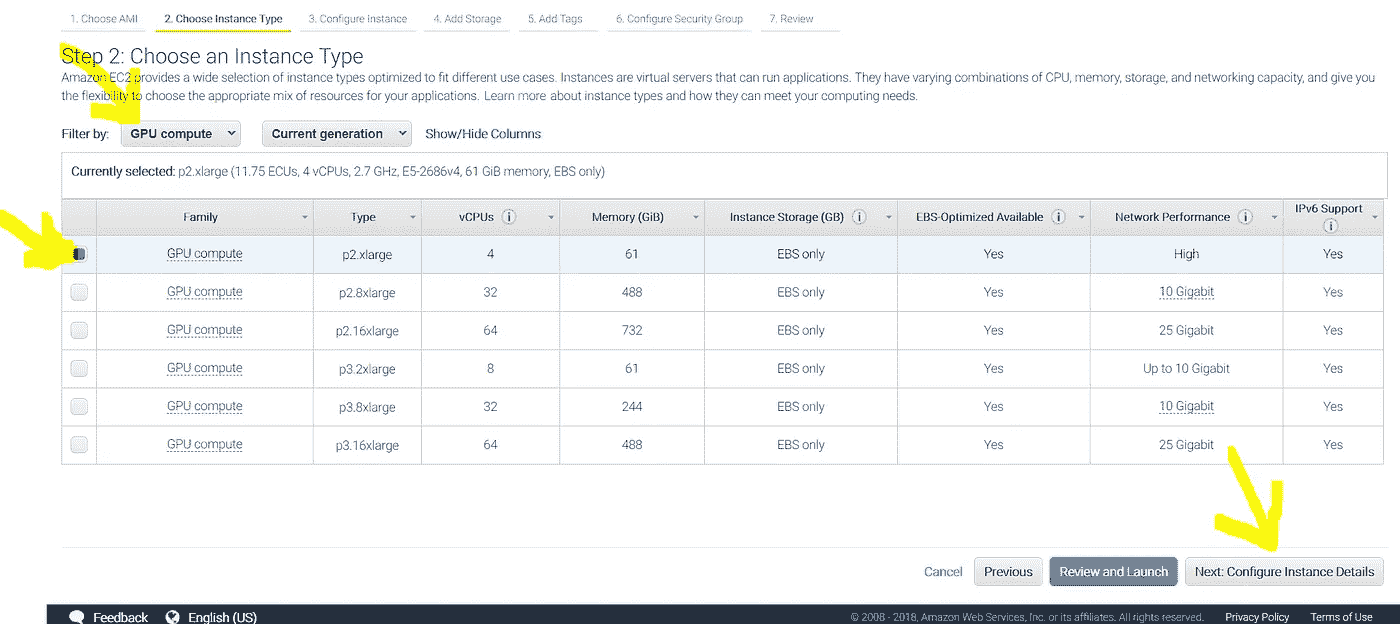 1. Choose AMI 2. Choose Instance Type 3. Configure Instance 4. Add Storage 5. Add Tags 6. Configure Security Group 7. Review
Step 2: Choose an Instance Type
Amazon EC2 provides a wide selection of instance types optimized to fit different use cases. Instances are virtual servers that can run applications. They have varying combinations of CPU, memory, storage, and networking capacity, and give you
the flexibility to choose the appropriate mix of resources for your applications. Learn more about instance types and how they can meet your computing needs.
Filter by: GPU compute Current generation Show/Hide Columns
Currently selected: p2.xlarge (11.75 ECUs, 4 vCPUs, 2.7 GHz, E5-2686v4, 61 GiB memory, EBS only)
Family Type vCPUs Memory (GiB) Instance Storage (GB) EBS-Optimized Available Network Performance IPv6 Support
GPU compute p2.xlarge 4 61 EBS only Yes High Yes
GPU compute p2.8xlarge 32 488 EBS only Yes 10 Gigabit Yes
GPU compute p2.16xlarge 64 732 EBS only Yes 25 Gigabit Yes
GPU compute p3.2xlarge 8 61 EBS only Yes Up to 10 Gigabit Yes
GPU compute p3.8xlarge 32 244 EBS only Yes 10 Gigabit Yes
GPU compute p3.16xlarge 64 488 EBS only Yes 25 Gigabit Yes
Cancel Previous Review and Launch Next: Configure Instance Details
Feedback English (US) © 2008 - 2018, Amazon Web Services, Inc. or its affiliates. All rights reserved. Privacy Policy Terms of Use